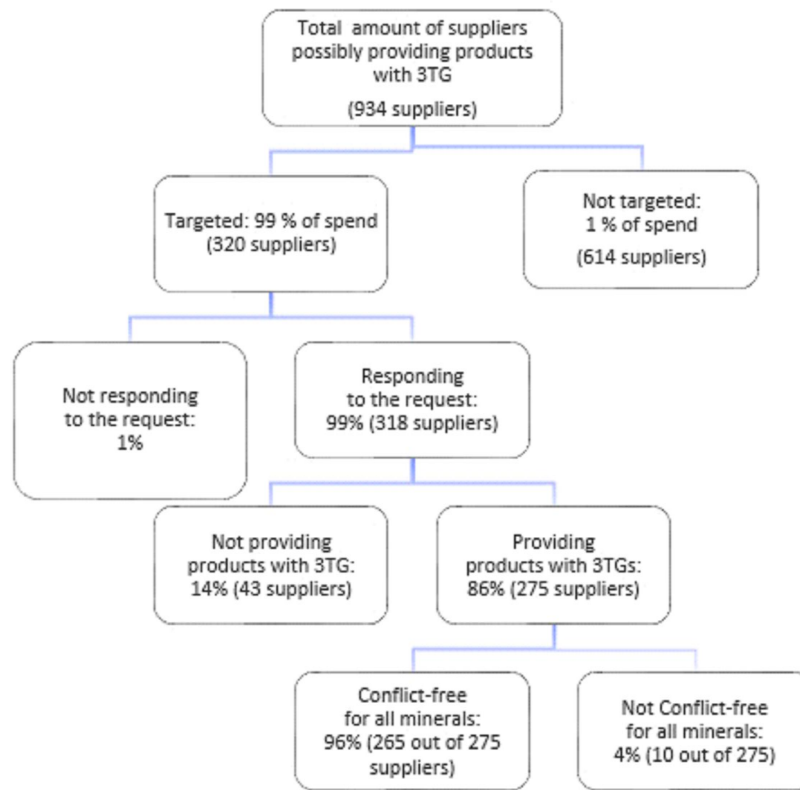 Total amount of suppliers
possibly providing products
with 3TG
(934 suppliers)
Targeted: 99 % of spend
(320 suppliers)
Not targeted:
1 % of spend
(614 suppliers)
Not responding
to the request:
1%
Responding
to the request:
99% (318 suppliers)
Not providing
products with 3TG:
14% (43 suppliers)
Providing
products with 3TGs:
86% (275 suppliers)
Conflict-free
for all minerals:
96% (265 out of 275
suppliers)
Not Conflict-free
for all minerals:
4% (10 out of 275)